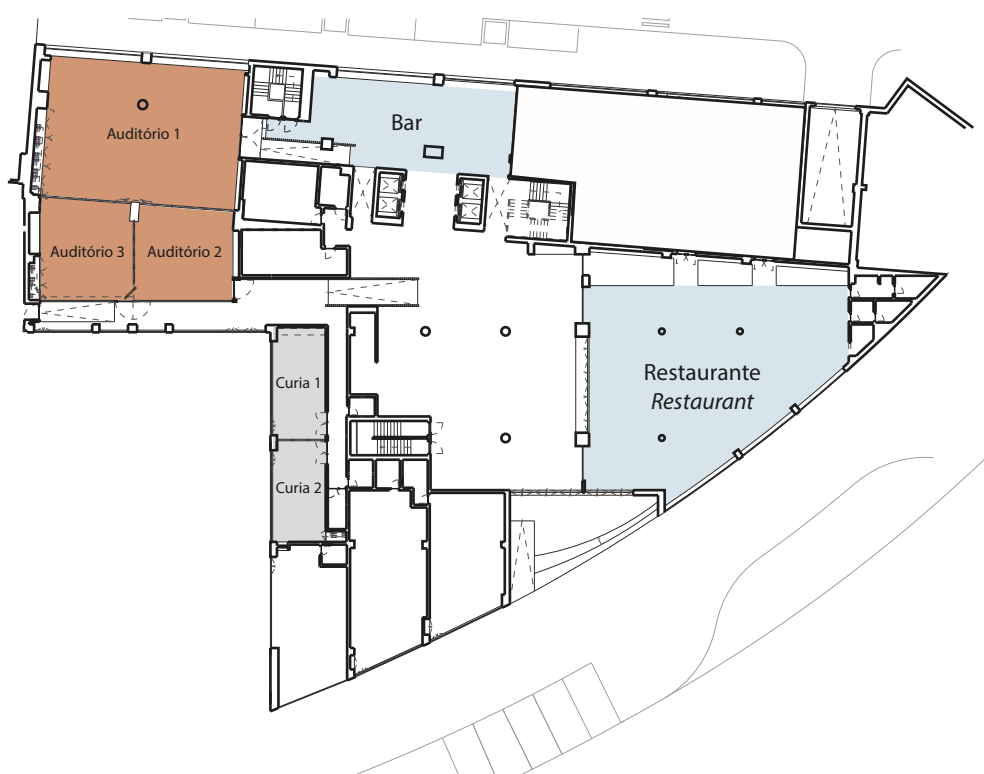 Bar
Auditório 1
Auditório 3
Auditório 2
Restaurante
Restaurant
Curia 1
Curia 2